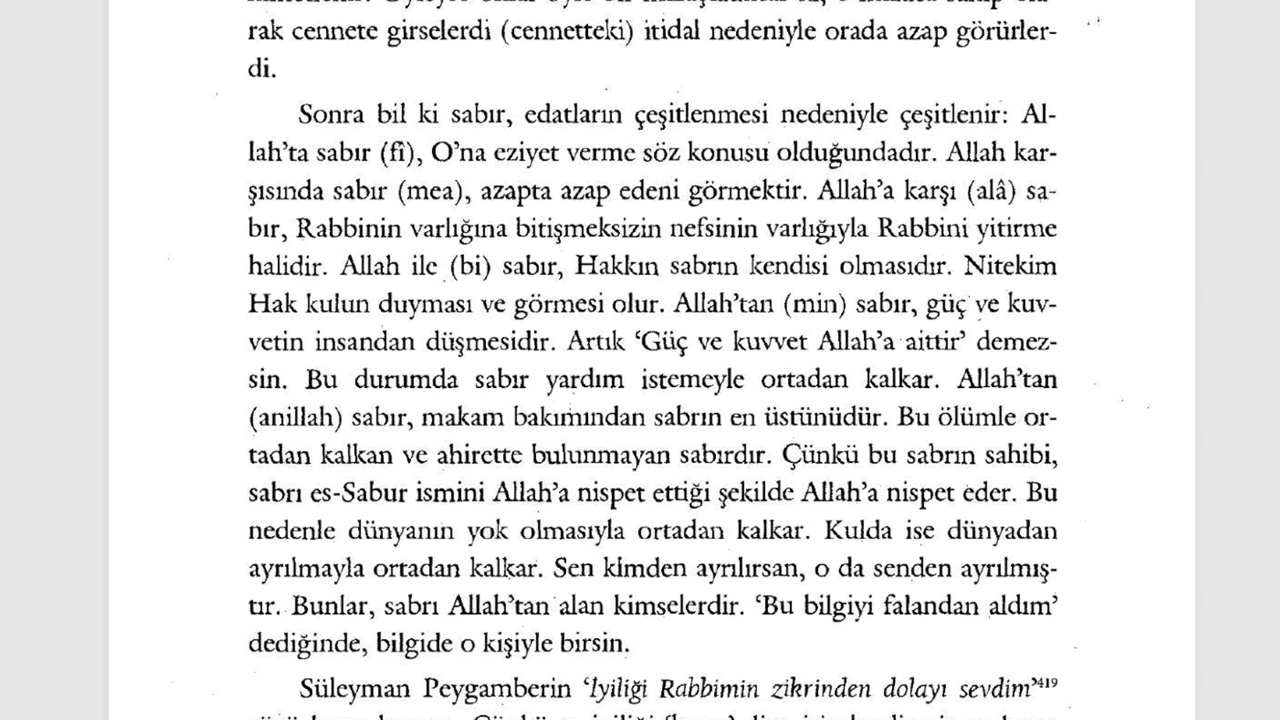 rak cennete girselerdi (cennetteki) itidal nedeniyle orada azap görürler-
di.
Sonra bil ki sabır, edatların çeşitlenmesi nedeniyle çeşitlenir: Al-
lah’ta sabır (fî), O’na eziyet verme söz konusu olduğundadır. Allah kar-
şısında sabır (mea), azapta azap edeni görmektir. Allah’a karşı (alâ) sa-
bır, Rabbinin varlığına bitişmeksizin nefsinin varlığıyla Rabbini yitirme
halidir. Allah ile (bi) sabır, Hakkın sabrın kendisi olmasıdır. Nitekim
Hak kulun duyması ve görmesi olur. Allah’tan (min) sabır, güç ve kuv-
vetin insandan düşmesidir. Artık ‘Güç ve kuvvet Allah’a aittir’ demez-
sin. Bu durumda sabır yardım istemeyle ortadan kalkar. Allah’tan
(anillah) sabır, makam bakımından sabrın en üstünüdür. Bu ölümle or-
tadan kalkan ve ahirette bulunmayan sabırdır. Çünkü bu sabrın sahibi,
sabrı es-Sabur ismini Allah’a nispet ettiği şekilde Allah’a nispet eder. Bu
nedenle dünyanın yok olmasıyla ortadan kalkar. Kulda ise dünyadan
ayrılmayla ortadan kalkar. Sen kimden ayrılırsan, o da senden ayrılmış-
tır. Bunlar, sabrı Allah’tan alan kimselerdir. ‘Bu bilgiyi falandan aldım’
dediğinde, bilgide o kişiyle birsin.
Süleyman Peygamberin ‘İyiliği Rabbimin zikrinden dolayı sevdim’⁴¹⁹